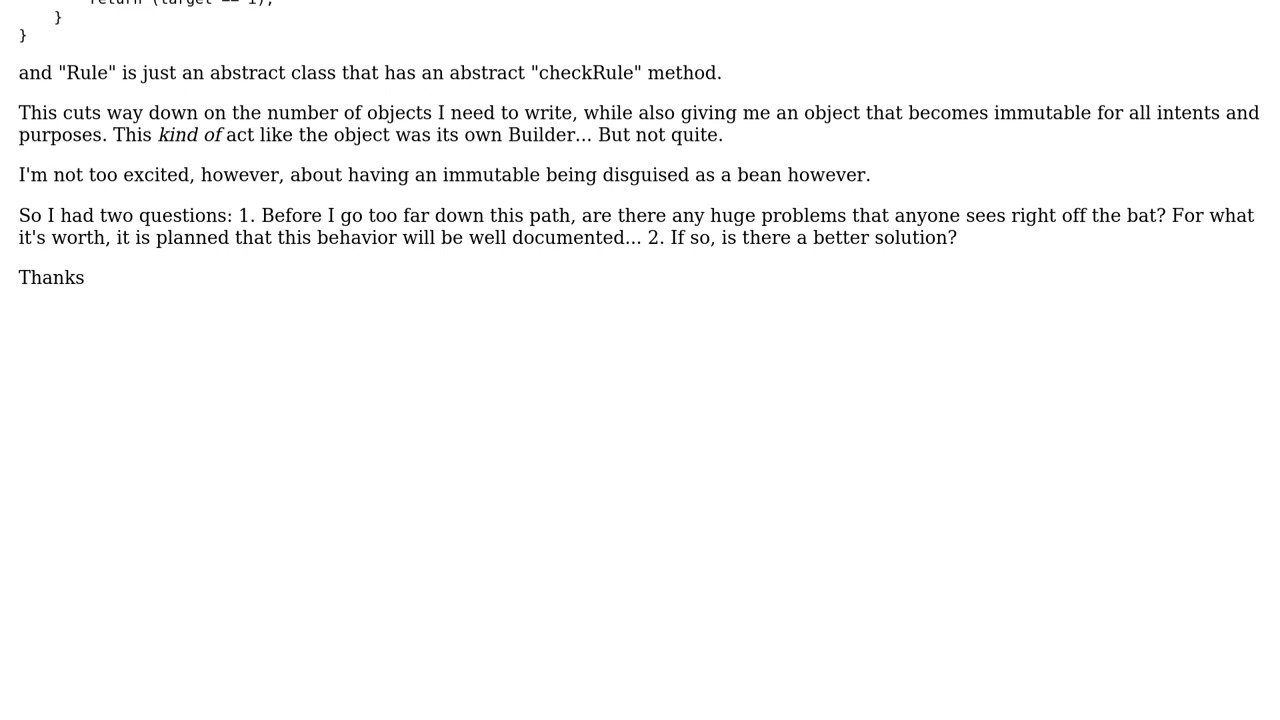 return (target == 1);
}
}
and "Rule" is just an abstract class that has an abstract "checkRule" method.
This cuts way down on the number of objects I need to write, while also giving me an object that becomes immutable for all intents and
purposes. This kind of act like the object was its own Builder... But not quite.
I'm not too excited, however, about having an immutable being disguised as a bean however.
So I had two questions: 1. Before I go too far down this path, are there any huge problems that anyone sees right off the bat? For what
it's worth, it is planned that this behavior will be well documented... 2. If so, is there a better solution?
Thanks